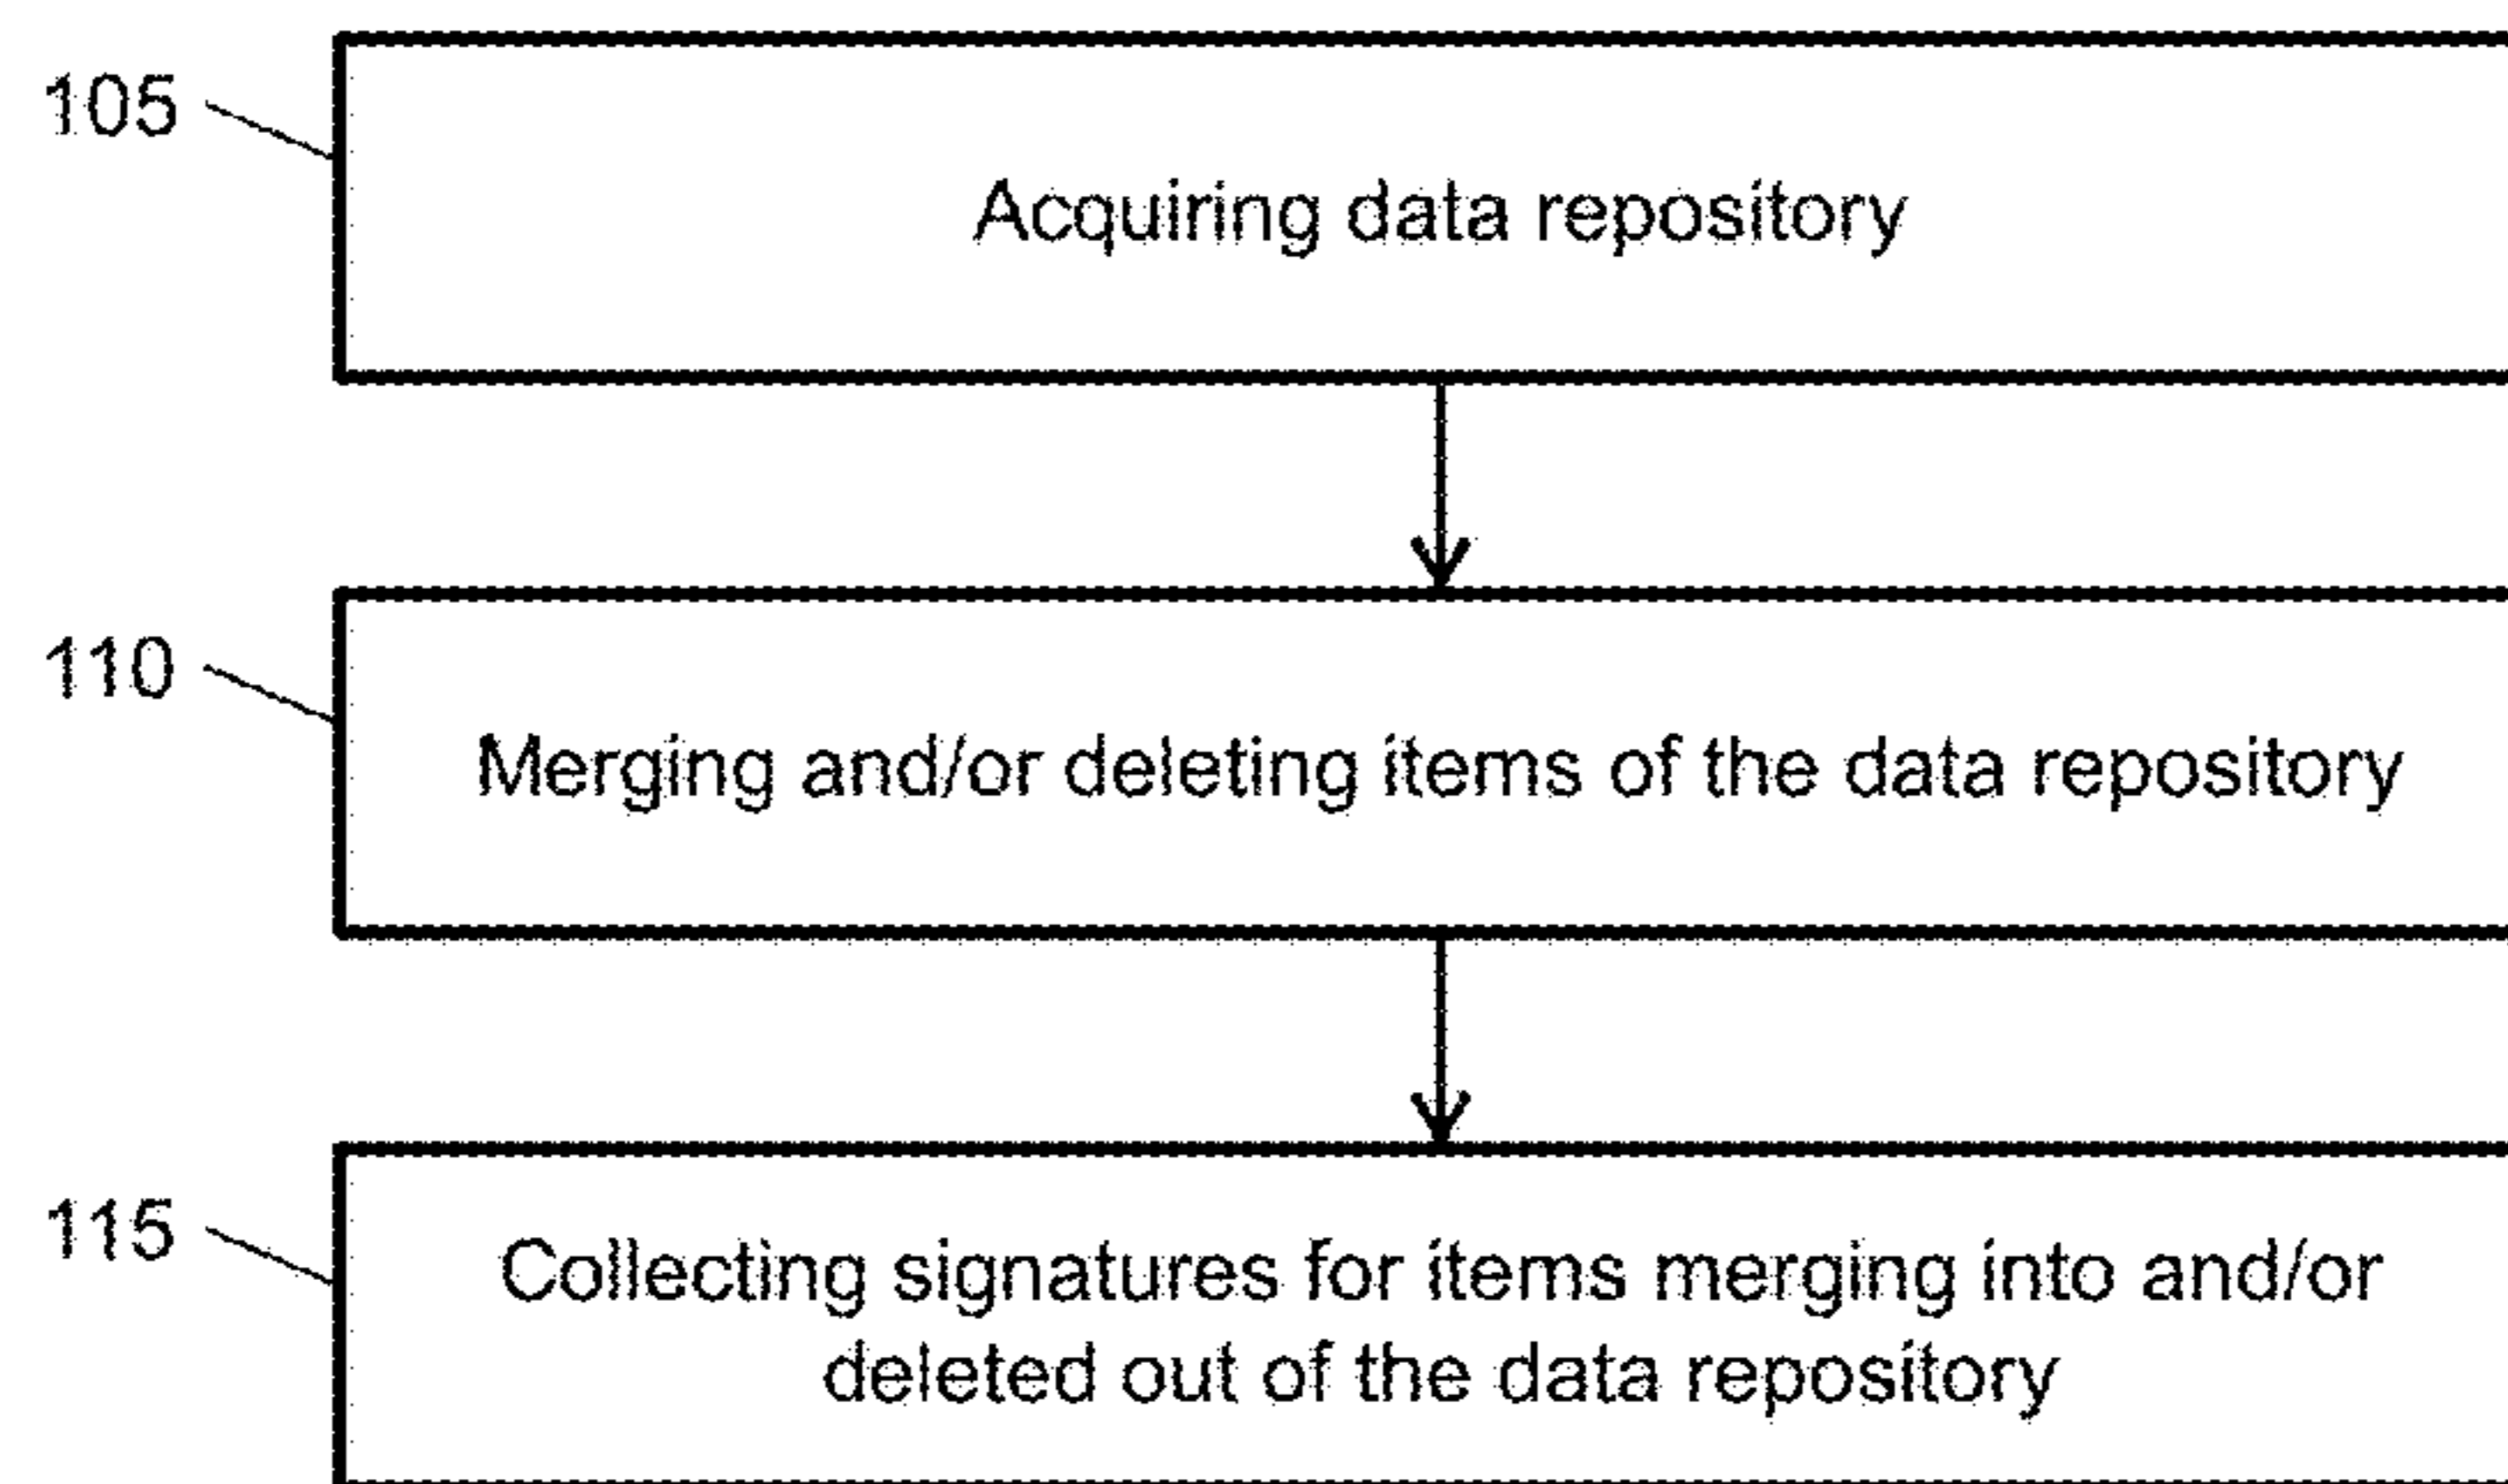 105
Acquiring data repository
110
Merging and/or deleting items of the data repository
115
Collecting signatures for items merging into and/or
deleted out of the data repository